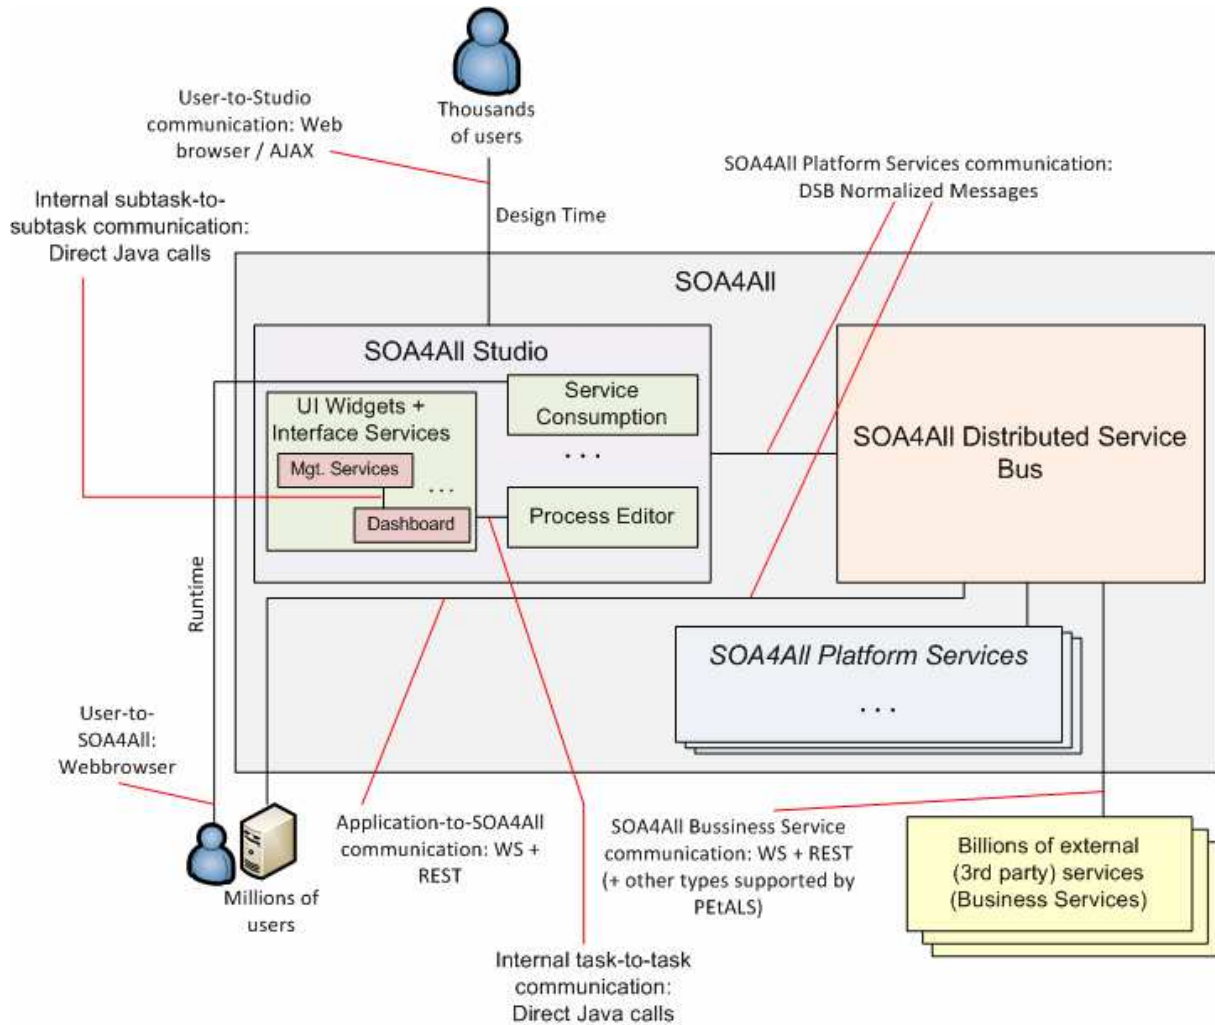 Thousands
of users
User-to-Studio
communication: Web
browser / AJAX
SOA4All Platform Services communication:
DSB Normalized Messages
Internal subtask-to-
subtask communication:
Direct Java calls
Design Time
SOA4All
SOA4All Studio
UI Widgets +
Interface Services
Mgt. Services
. . .
Dashboard
Service
Consumption
. . .
Process Editor
SOA4All Distributed Service
Bus
Runtime
SOA4All Platform Services
. . .
User-to-
SOA4All:
Webbrowser
Millions of
users
Application-to-SOA4All
communication: WS +
REST
SOA4All Bussiness Service
communication: WS + REST
(+ other types supported by
PEtALS)
Billions of external
(3rd party) services
(Business Services)
Internal task-to-task
communication:
Direct Java calls